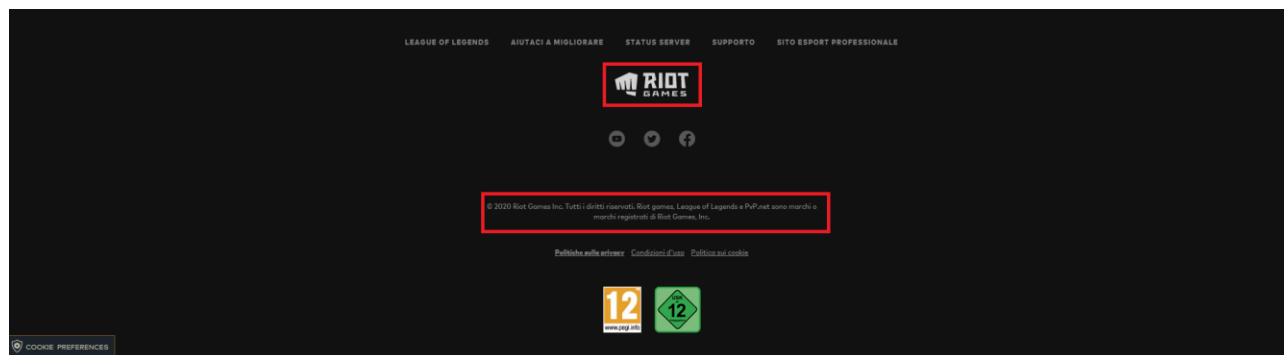 LEAGUE OF LEGENDS AIUTACI A MIGLIORARE STATUS SERVER SUPPORTO SITO ESPORT PROFESSIONALE
RIOT
GAMES
© 2020 Riot Games Inc. Tutti i diritti riservati. Riot games, League of Legends e PvP.net sono marchi o
marchi registrati di Riot Games, Inc.
Politiche sulla privacy Condizioni d'uso Politica sui cookie
12
www.pegi.info
USK
12
COOKIE PREFERENCES